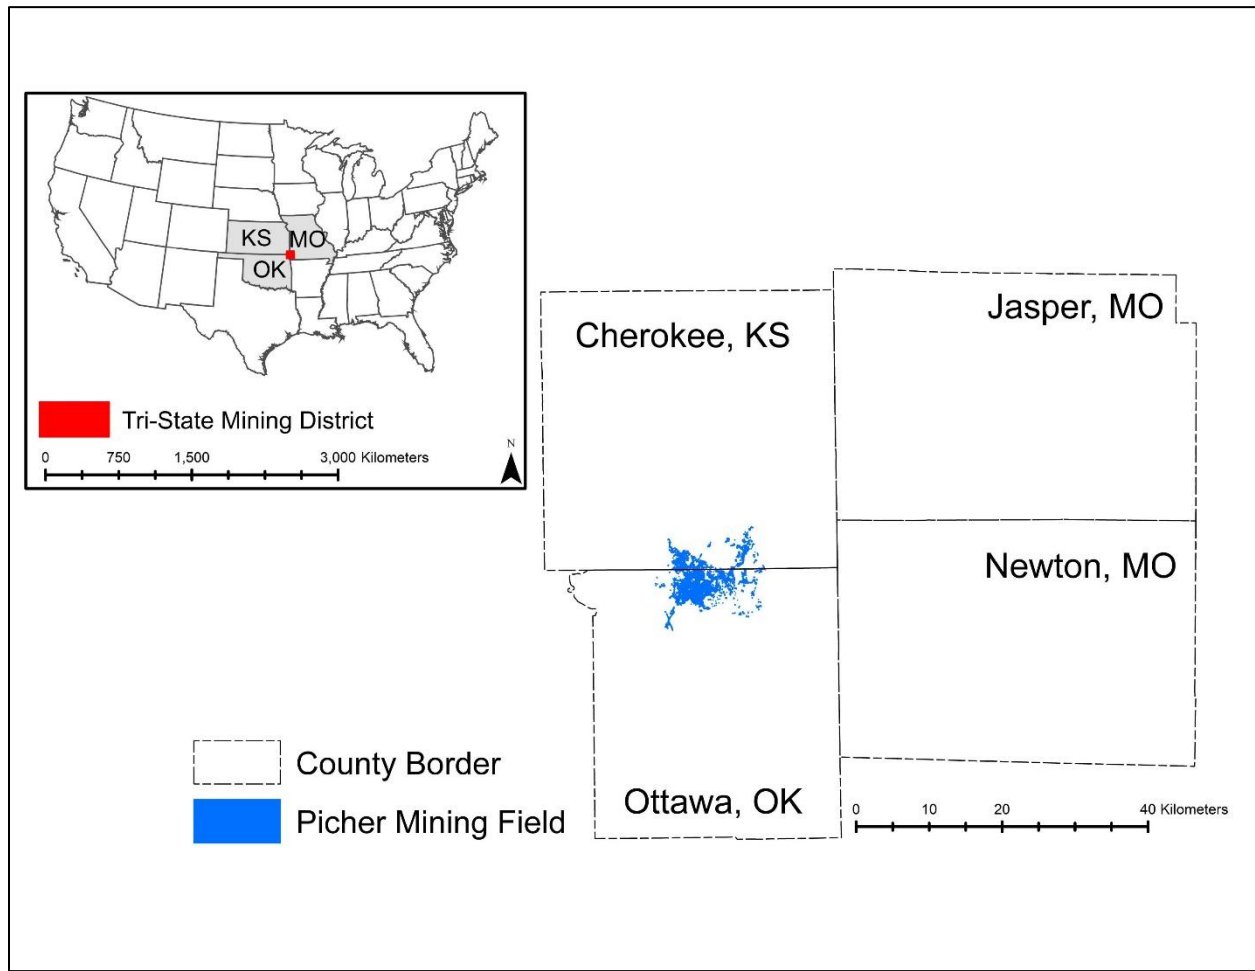 KS
MO
OK
Tri-State Mining District
N
0 750 1,500 3,000 Kilometers
Cherokee, KS
Jasper, MO
Newton, MO
Ottawa, OK
County Border
Picher Mining Field
0 10 20 40 Kilometers